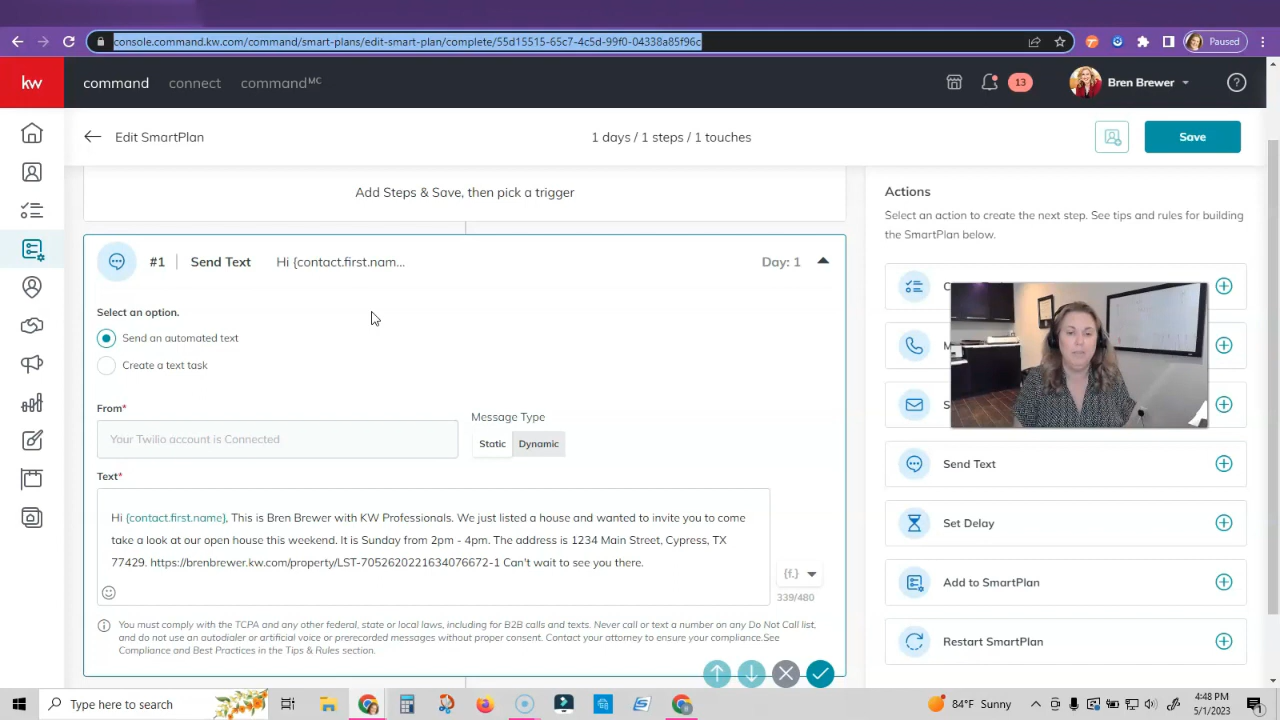 console.command.kw.com/command/smart-plans/edit-smart-plan/complete/55d15515-65c7-4c5d-99f0-04338a85f96c
Paused
kw
command
connect
commandMC
13
Bren Brewer
Edit SmartPlan
1 days / 1 steps / 1 touches
Save
Add Steps & Save, then pick a trigger
#1
Send Text
Hi {contact.first.nam...
Day: 1
Select an option.
Send an automated text
Create a text task
From*
Your Twilio account is Connected
Message Type
Static
Dynamic
Text*
Hi {contact.first.name}, This is Bren Brewer with KW Professionals. We just listed a house and wanted to invite you to come
take a look at our open house this weekend. It is Sunday from 2pm - 4pm. The address is 1234 Main Street, Cypress, TX
77429. https://brenbrewer.kw.com/property/LST-7052620221634076672-1 Can't wait to see you there.
{f.}
339/480
You must comply with the TCPA and any other federal, state or local laws, including for B2B calls and texts. Never call or text a number on any Do Not Call list,
and do not use an autodialer or artificial voice or prerecorded messages without proper consent. Contact your attorney to ensure your compliance.See
Compliance and Best Practices in the Tips & Rules section.
Actions
Select an action to create the next step. See tips and rules for building
the SmartPlan below.
Send Text
Set Delay
Add to SmartPlan
Restart SmartPlan
Type here to search
84°F Sunny
4:48 PM
5/1/2023
1